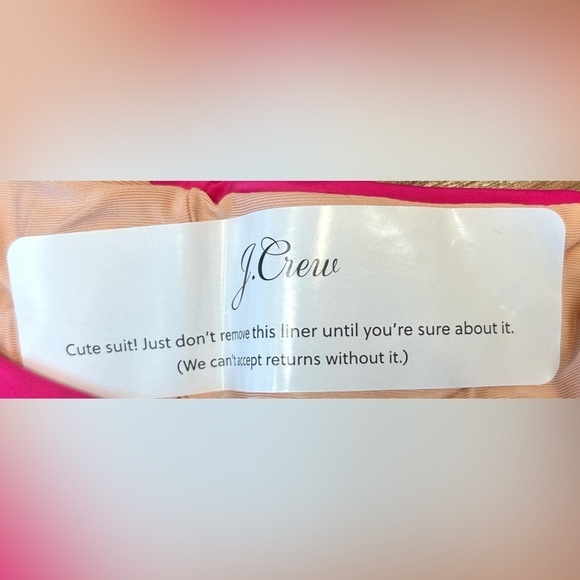 J.Crew
Cute suit! Just don't remove this liner until you're sure about it.
(We can't accept returns without it.)